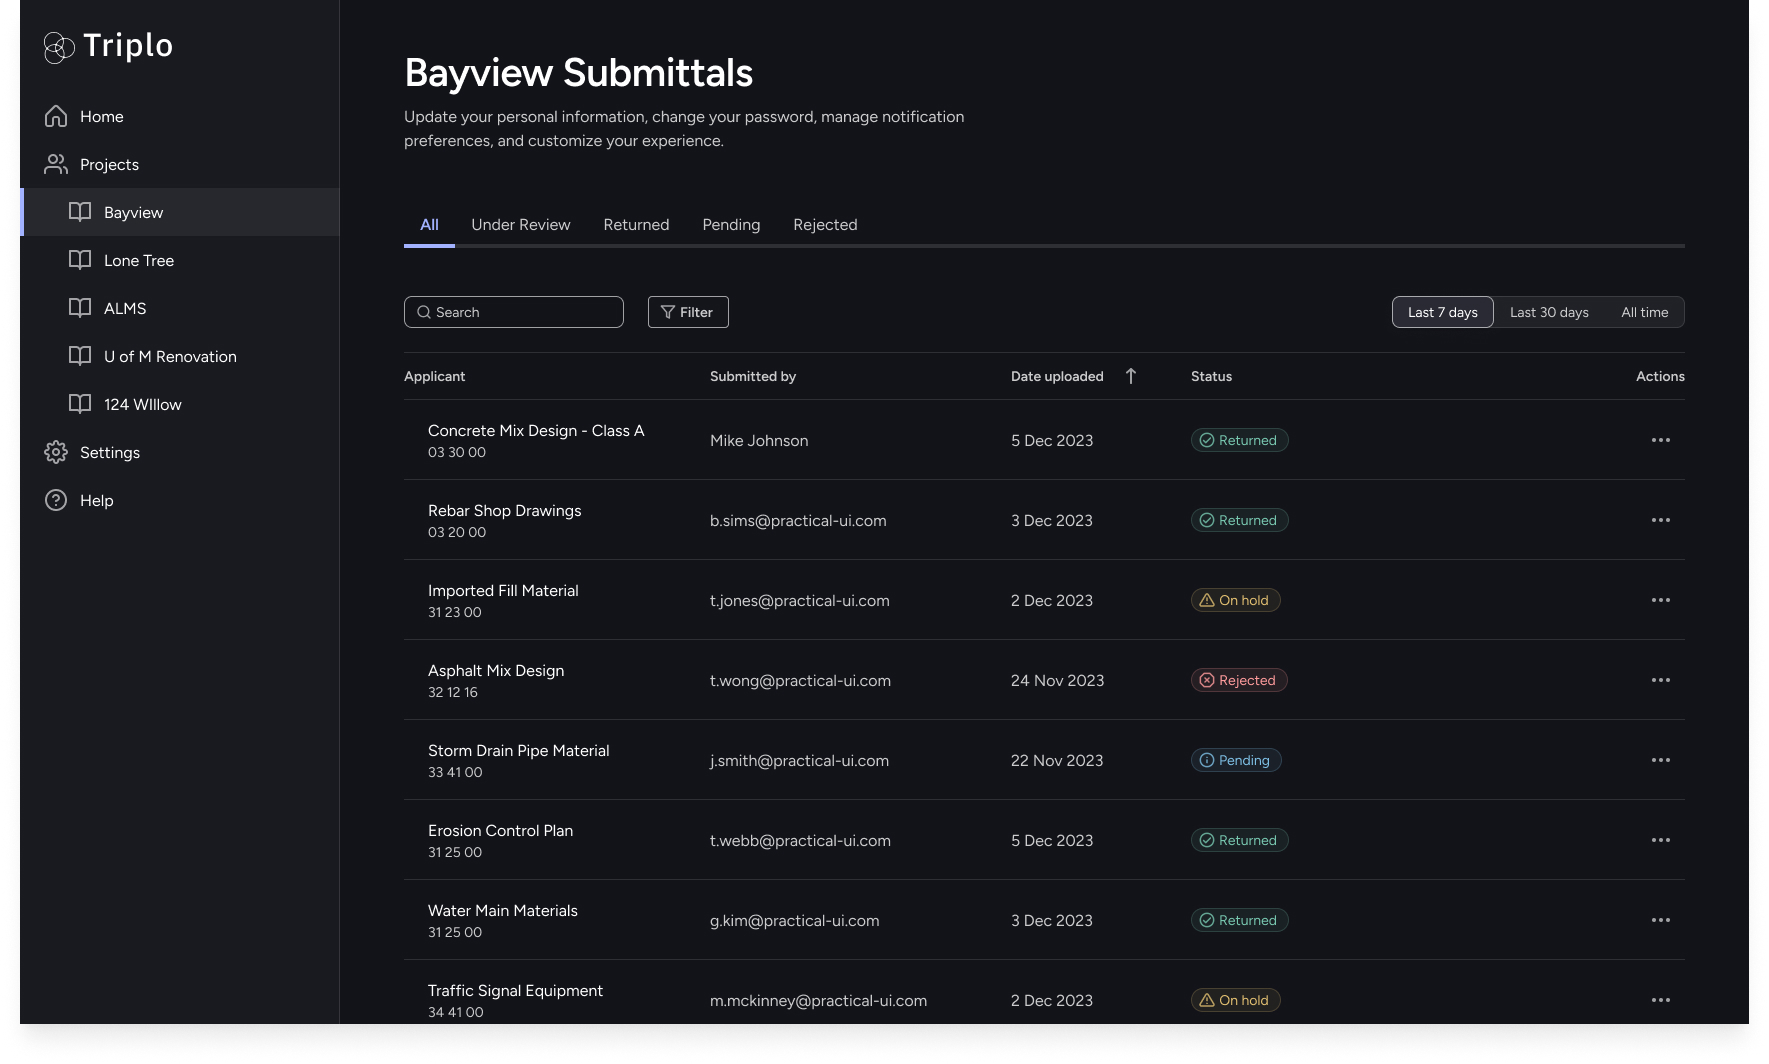 Triplo
Home
Projects
Bayview
Lone Tree
ALMS
U of M Renovation
124 WIllow
Settings
Help
Bayview Submittals
Update your personal information, change your password, manage notification
preferences, and customize your experience.
All Under Review Returned Pending Rejected
Search Filter Last 7 days Last 30 days All time
Applicant Submitted by Date uploaded Status Actions
Concrete Mix Design - Class A
03 30 00
Mike Johnson 5 Dec 2023 Returned
Rebar Shop Drawings
03 20 00
b.sims@practical-ui.com 3 Dec 2023 Returned
Imported Fill Material
31 23 00
t.jones@practical-ui.com 2 Dec 2023 On hold
Asphalt Mix Design
32 12 16
t.wong@practical-ui.com 24 Nov 2023 Rejected
Storm Drain Pipe Material
33 41 00
j.smith@practical-ui.com 22 Nov 2023 Pending
Erosion Control Plan
31 25 00
t.webb@practical-ui.com 5 Dec 2023 Returned
Water Main Materials
31 25 00
g.kim@practical-ui.com 3 Dec 2023 Returned
Traffic Signal Equipment
34 41 00
m.mckinney@practical-ui.com 2 Dec 2023 On hold